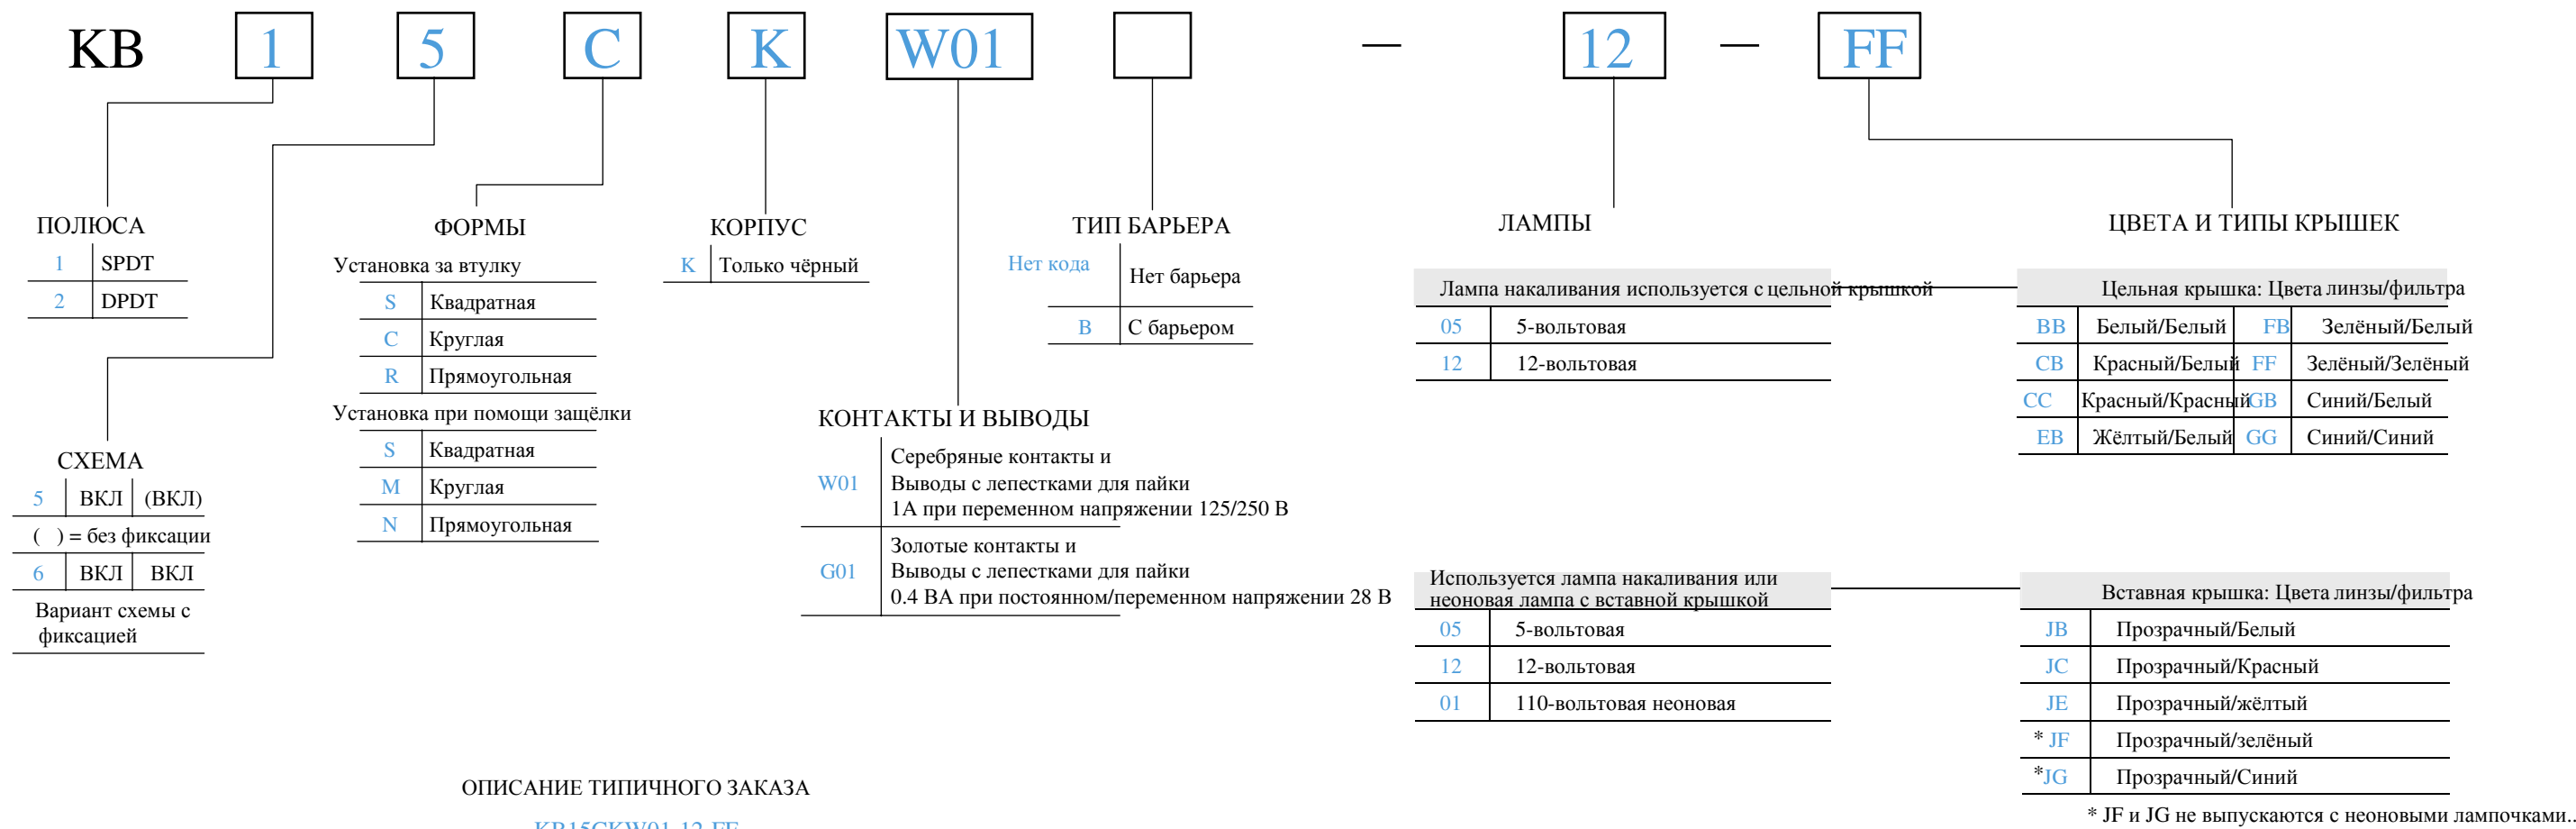 KB 1 5 C K W01 — 12 — FF
ПОЛЮСА
1 SPDT
2 DPDT
СХЕМА
5 ВКЛ (ВКЛ)
( ) = без фиксации
6 ВКЛ ВКЛ
Вариант схемы с
фиксацией
ФОРМЫ
Установка за втулку
S Квадратная
C Круглая
R Прямоугольная
Установка при помощи защёлки
S Квадратная
M Круглая
N Прямоугольная
КОРПУС
K Только чёрный
КОНТАКТЫ И ВЫВОДЫ
Серебряные контакты и
W01 Выводы с лепестками для пайки
1А при переменном напряжении 125/250 В
Золотые контакты и
G01 Выводы с лепестками для пайки
0.4 ВА при постоянном/переменном напряжении 28 В
ТИП БАРЬЕРА
Нет кода Нет барьера
B С барьером
ЛАМПЫ
Лампа накаливания используется с цельной крышкой
05 5-вольтовая
12 12-вольтовая
Используется лампа накаливания или
неоновая лампа с вставной крышкой
05 5-вольтовая
12 12-вольтовая
01 110-вольтовая неоновая
ЦВЕТА И ТИПЫ КРЫШЕК
Цельная крышка: Цвета линзы/фильтра
BB Белый/Белый FB Зелёный/Белый
CB Красный/Белый FF Зелёный/Зелёный
CC Красный/Красный GB Синий/Белый
EB Жёлтый/Белый GG Синий/Синий
Вставная крышка: Цвета линзы/фильтра
JB Прозрачный/Белый
JC Прозрачный/Красный
JE Прозрачный/жёлтый
* JF Прозрачный/зелёный
*JG Прозрачный/Синий
* JF и JG не выпускаются с неоновыми лампочками..
ОПИСАНИЕ ТИПИЧНОГО ЗАКАЗА
KB15CKW01-12-FF